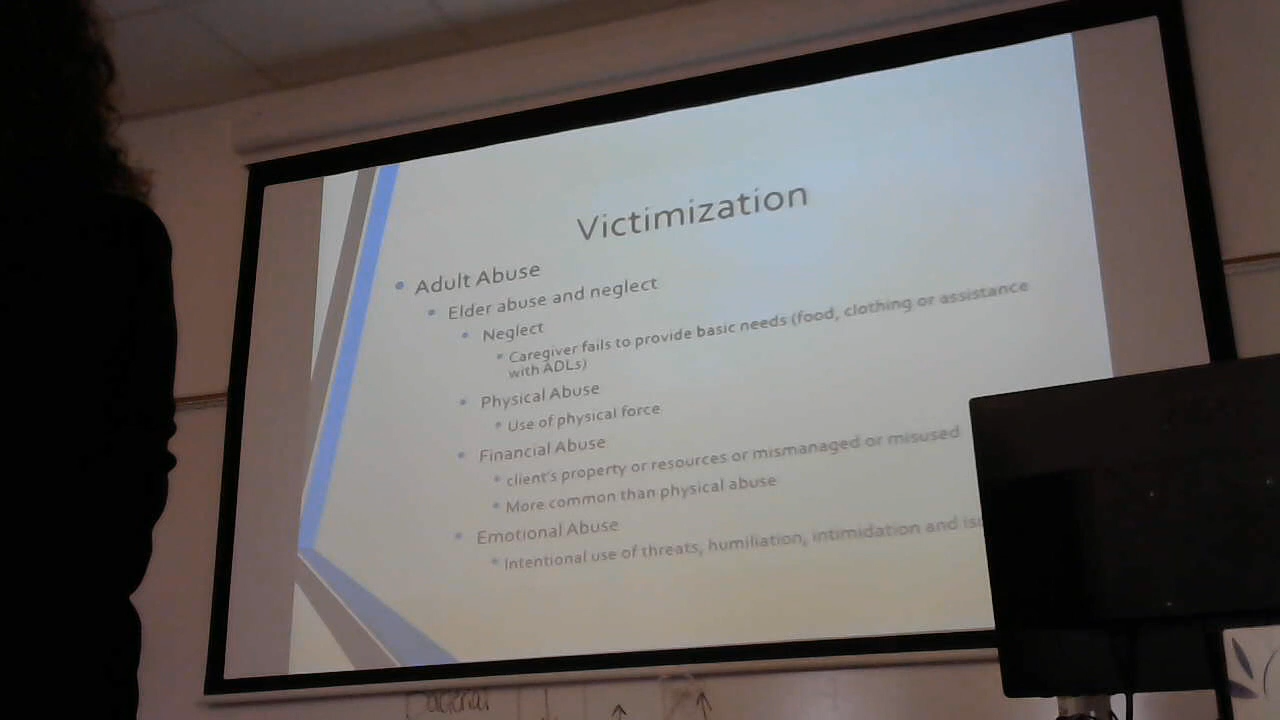 Victimization
Adult Abuse
Elder abuse and neglect
Neglect
Caregiver fails to provide basic needs (food, clothing or assistance
with ADLs)
Physical Abuse
Use of physical force
Financial Abuse
client's property or resources or mismanaged or misused
More common than physical abuse
Emotional Abuse
Intentional use of threats, humiliation, intimidation and